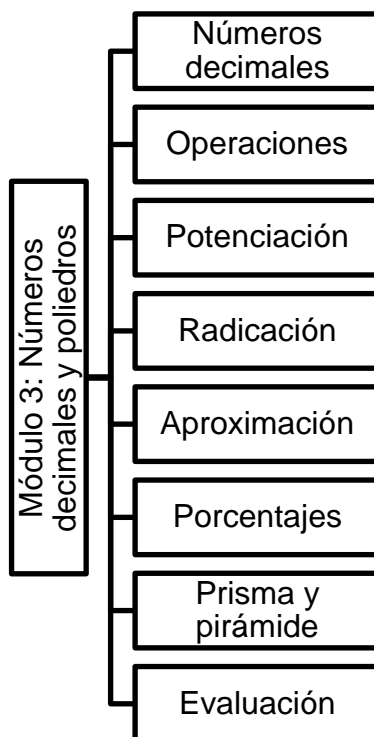 Módulo 3: Números
decimales y poliedros
Números
decimales
Operaciones
Potenciación
Radicación
Aproximación
Porcentajes
Prisma y
pirámide
Evaluación